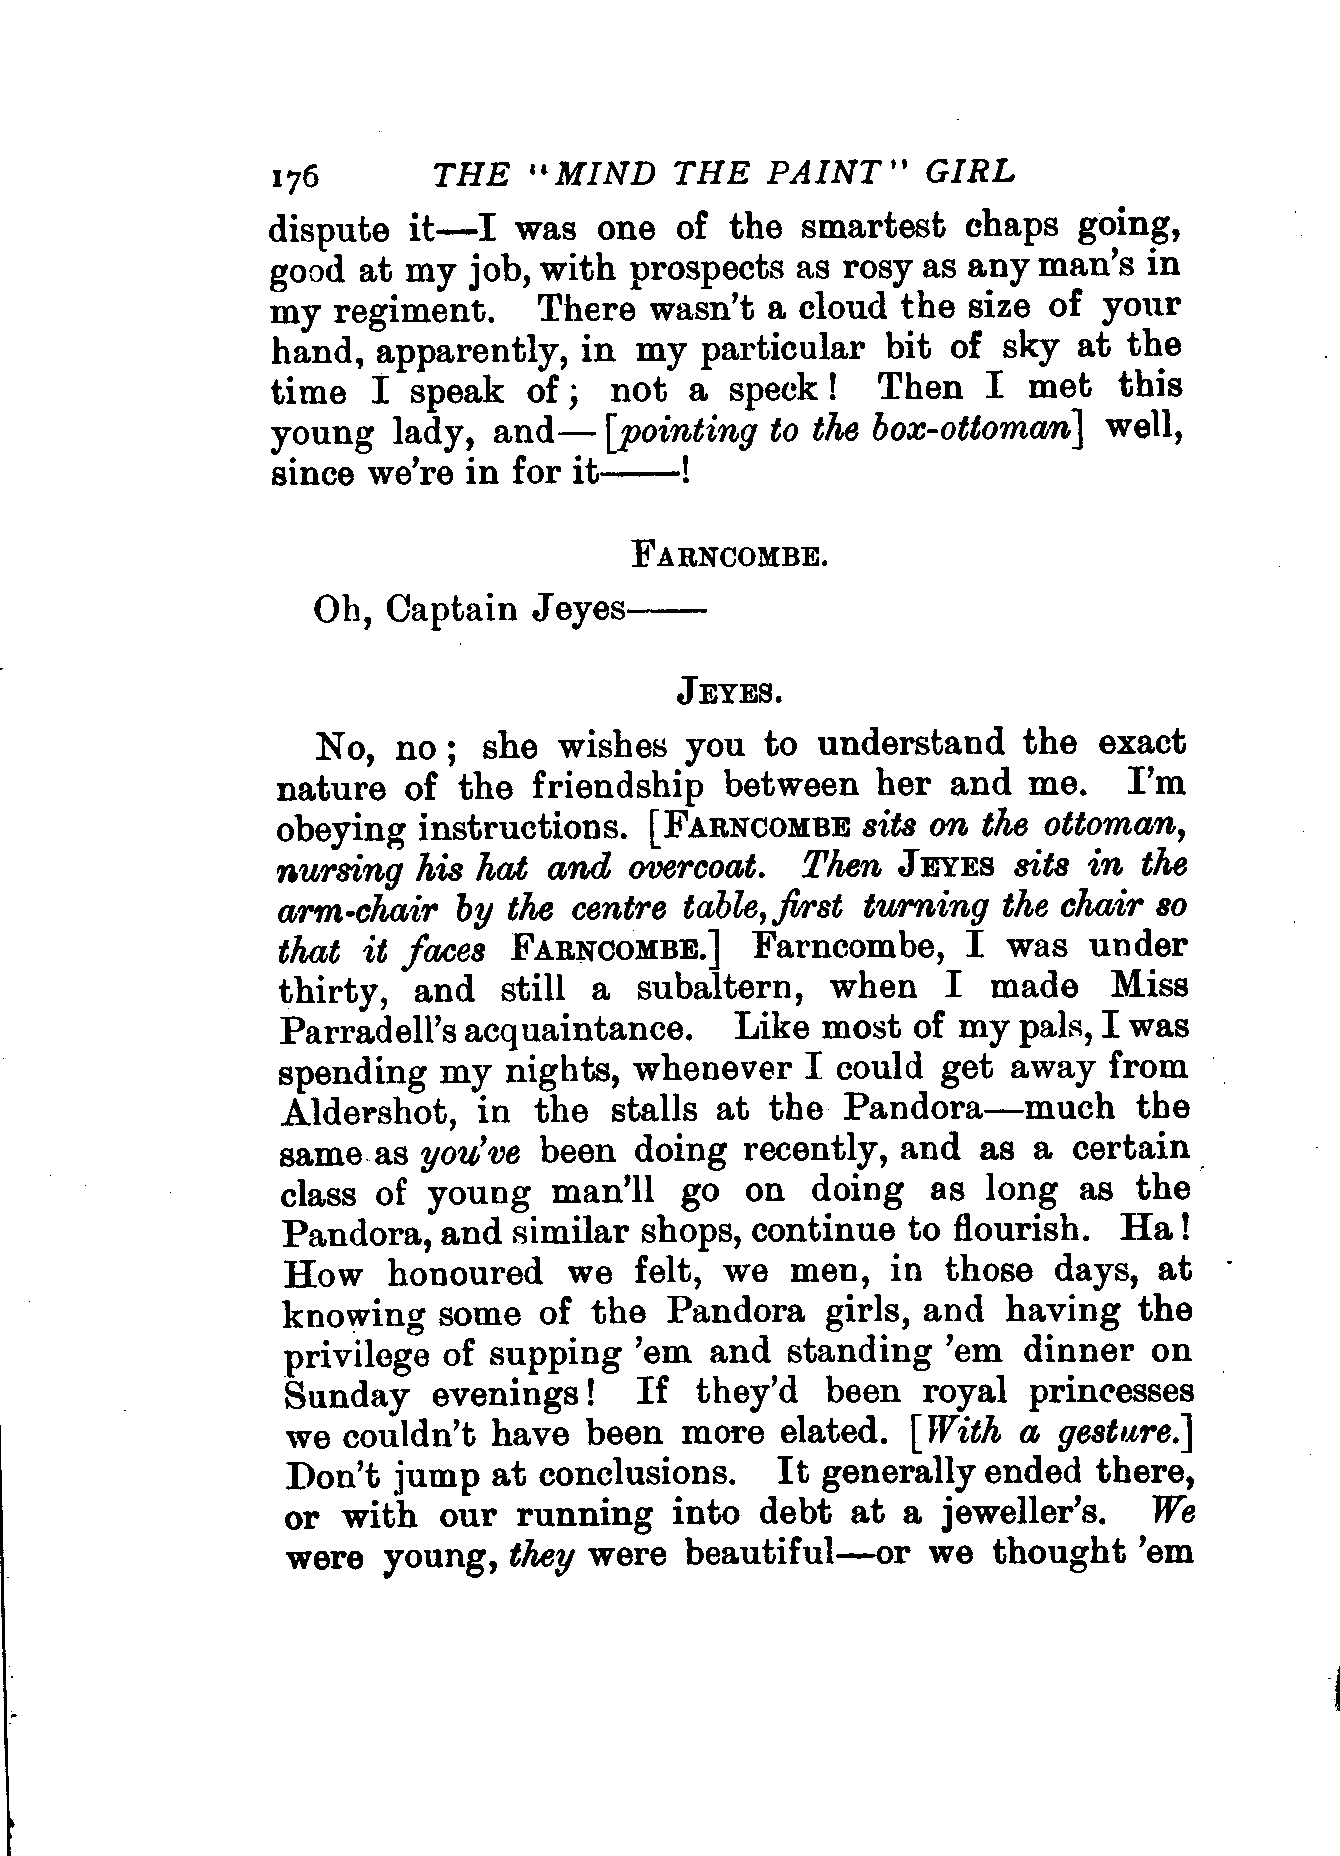 176 THE "MIND THE PAINT" GIRL
dispute it—I was one of the smartest chaps going,
good at my job, with prospects as rosy as any man's in
my regiment. There wasn't a cloud the size of your
hand, apparently, in my particular bit of sky at the
time I speak of; not a speck! Then I met this
young lady, and— [pointing to the box-ottoman] well,
since we're in for it——!
FARNCOMBE.
Oh, Captain Jeyes——
JEYES.
No, no; she wishes you to understand the exact
nature of the friendship between her and me. I'm
obeying instructions. [FARNCOMBE sits on the ottoman,
nursing his hat and overcoat. Then JEYES sits in the
arm-chair by the centre table, first turning the chair so
that it faces FARNCOMBE.] Farncombe, I was under
thirty, and still a subaltern, when I made Miss
Parradell's acquaintance. Like most of my pals, I was
spending my nights, whenever I could get away from
Aldershot, in the stalls at the Pandora—much the
same as you've been doing recently, and as a certain
class of young man'll go on doing as long as the
Pandora, and similar shops, continue to flourish. Ha!
How honoured we felt, we men, in those days, at
knowing some of the Pandora girls, and having the
privilege of supping 'em and standing 'em dinner on
Sunday evenings! If they'd been royal princesses
we couldn't have been more elated. [With a gesture.]
Don't jump at conclusions. It generally ended there,
or with our running into debt at a jeweller's. We
were young, they were beautiful—or we thought 'em